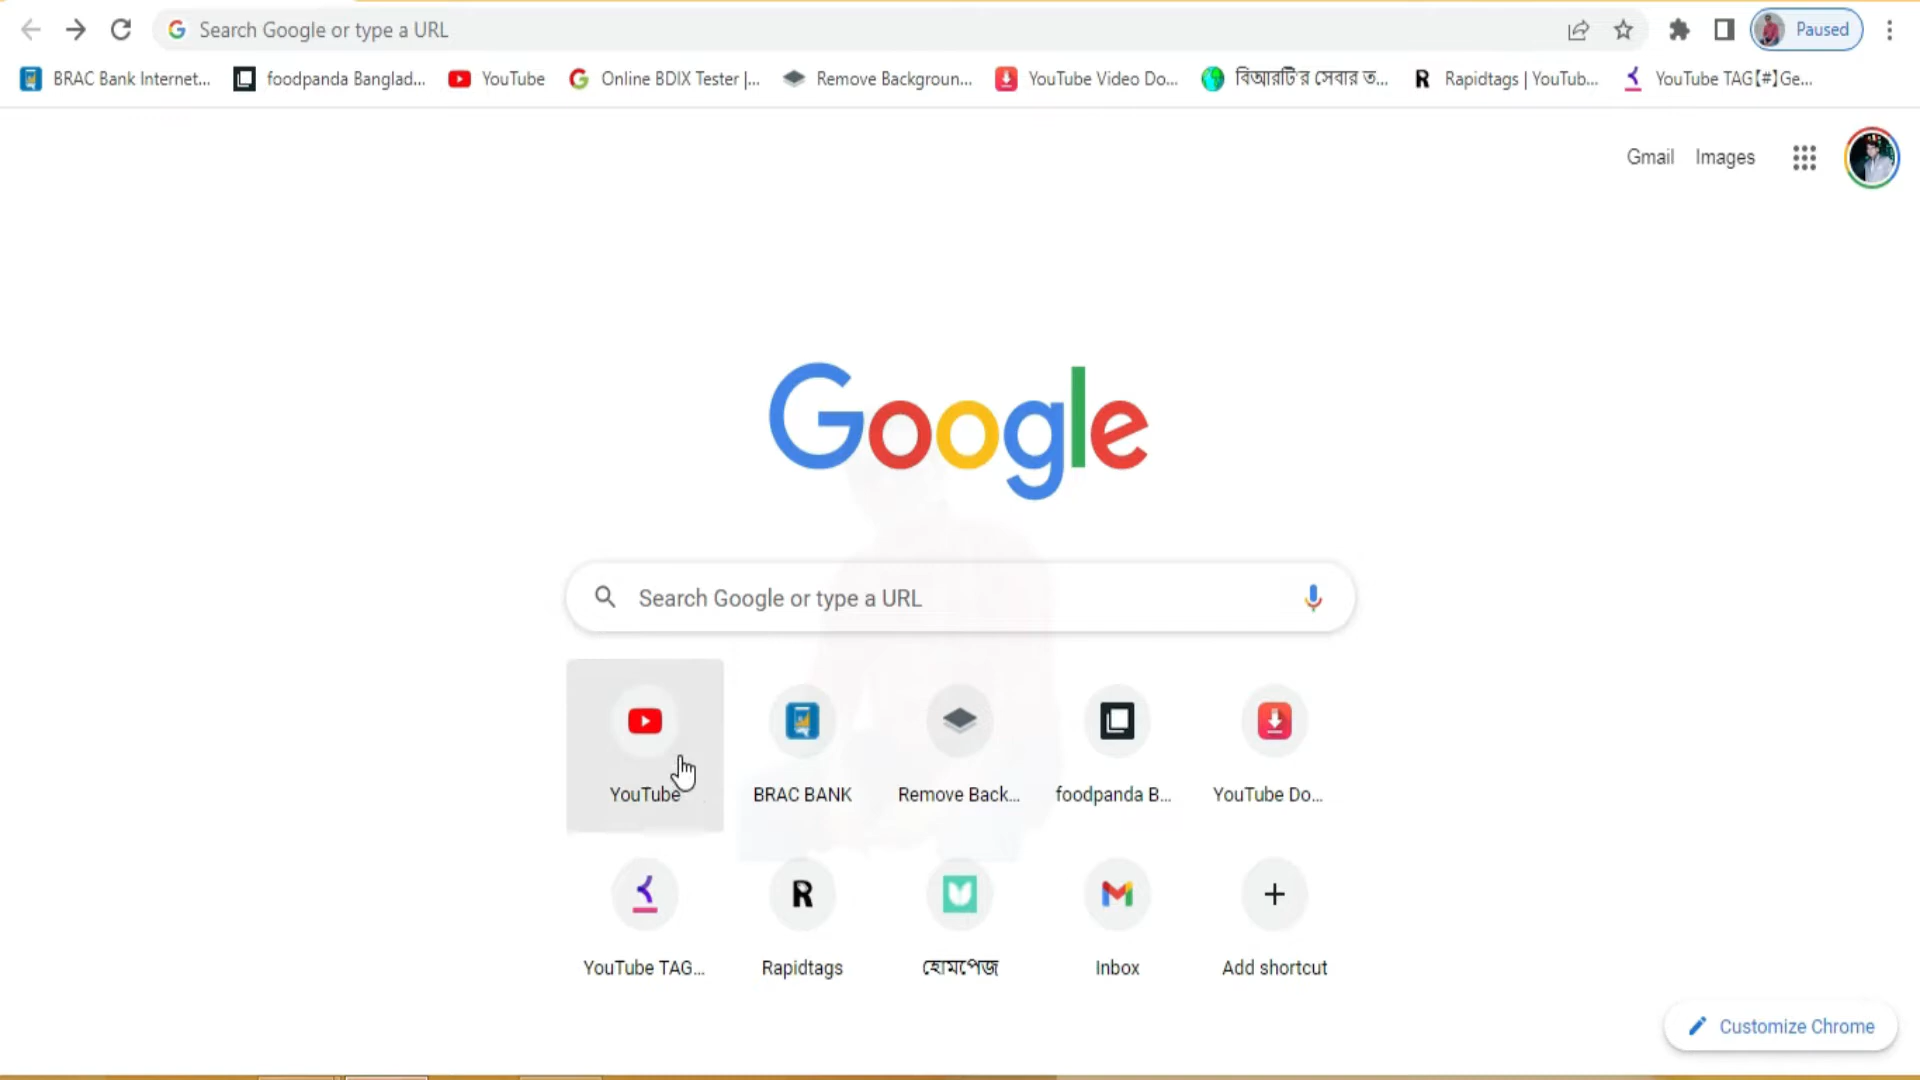 Search Google or type a URL
Paused
BRAC Bank Internet...
foodpanda Banglad...
YouTube
Online BDIX Tester |...
Remove Backgroun...
YouTube Video Do...
বিআরটি'র সেবার ত...
Rapidtags | YouTub...
YouTube TAG【#】Ge...
Gmail
Images
Google
Search Google or type a URL
YouTube
BRAC BANK
Remove Back...
foodpanda B...
YouTube Do...
YouTube TAG...
Rapidtags
হোমপেজ
Inbox
Add shortcut
Customize Chrome